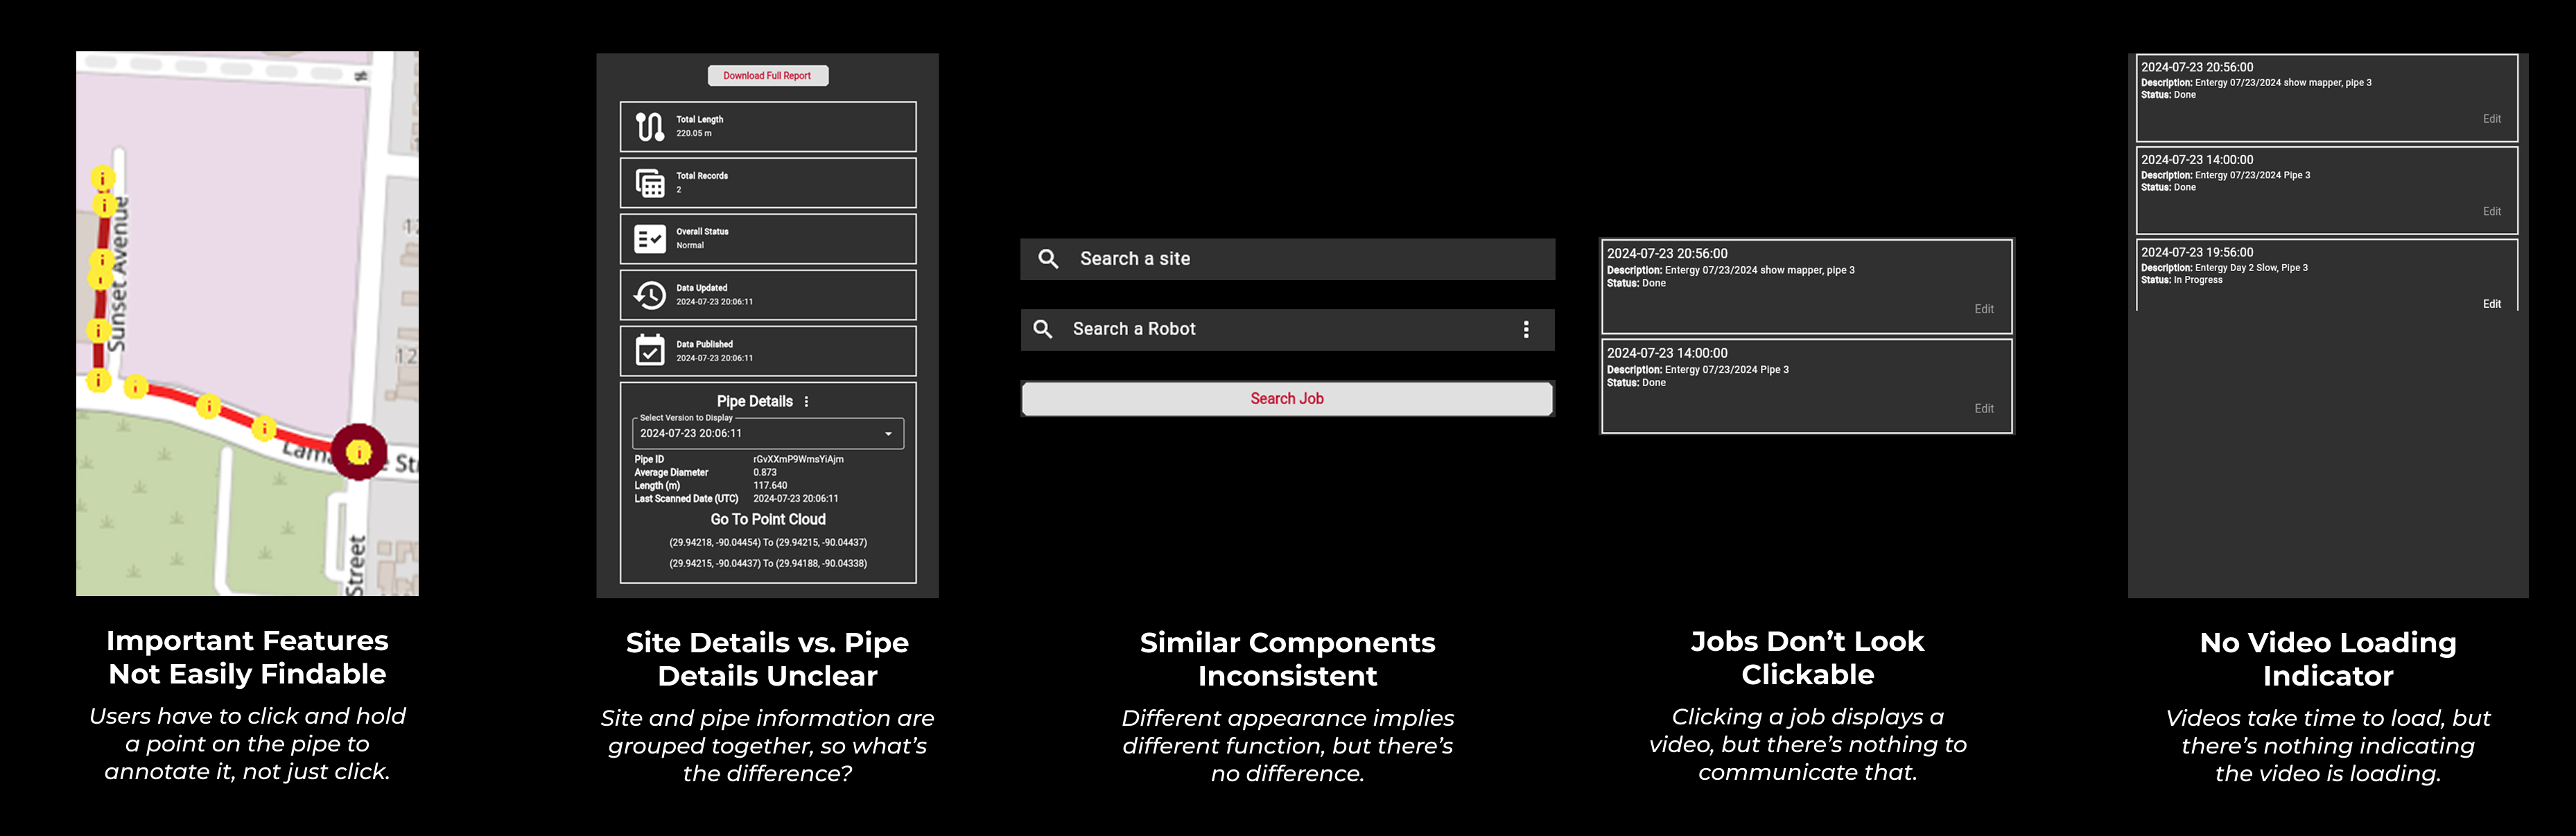 Sunset Avenue
Lam
e St
Street
12
12
Download Full Report
Total Length
220.05 m
Total Records
2
Overall Status
Normal
Data Updated
2024-07-23 20:06:11
Data Published
2024-07-23 20:06:11
Pipe Details
Select Version to Display
2024-07-23 20:06:11
Pipe ID rGvXXmP9WmsYiAjm
Average Diameter 0.873
Length (m) 117.640
Last Scanned Date (UTC) 2024-07-23 20:06:11
Go To Point Cloud
(29.94218, -90.04454) To (29.94215, -90.04437)
(29.94215, -90.04437) To (29.94188, -90.04338)
Search a site
Search a Robot
Search Job
2024-07-23 20:56:00
Description: Entergy 07/23/2024 show mapper, pipe 3
Status: Done
Edit
2024-07-23 14:00:00
Description: Entergy 07/23/2024 Pipe 3
Status: Done
Edit
2024-07-23 20:56:00
Description: Entergy 07/23/2024 show mapper, pipe 3
Status: Done
Edit
2024-07-23 14:00:00
Description: Entergy 07/23/2024 Pipe 3
Status: Done
Edit
2024-07-23 19:56:00
Description: Entergy Day 2 Slow, Pipe 3
Status: In Progress
Edit
Important Features
Not Easily Findable
Users have to click and hold
a point on the pipe to
annotate it, not just click.
Site Details vs. Pipe
Details Unclear
Site and pipe information are
grouped together, so what's
the difference?
Similar Components
Inconsistent
Different appearance implies
different function, but there's
no difference.
Jobs Don't Look
Clickable
Clicking a job displays a
video, but there's nothing to
communicate that.
No Video Loading
Indicator
Videos take time to load, but
there's nothing indicating
the video is loading.